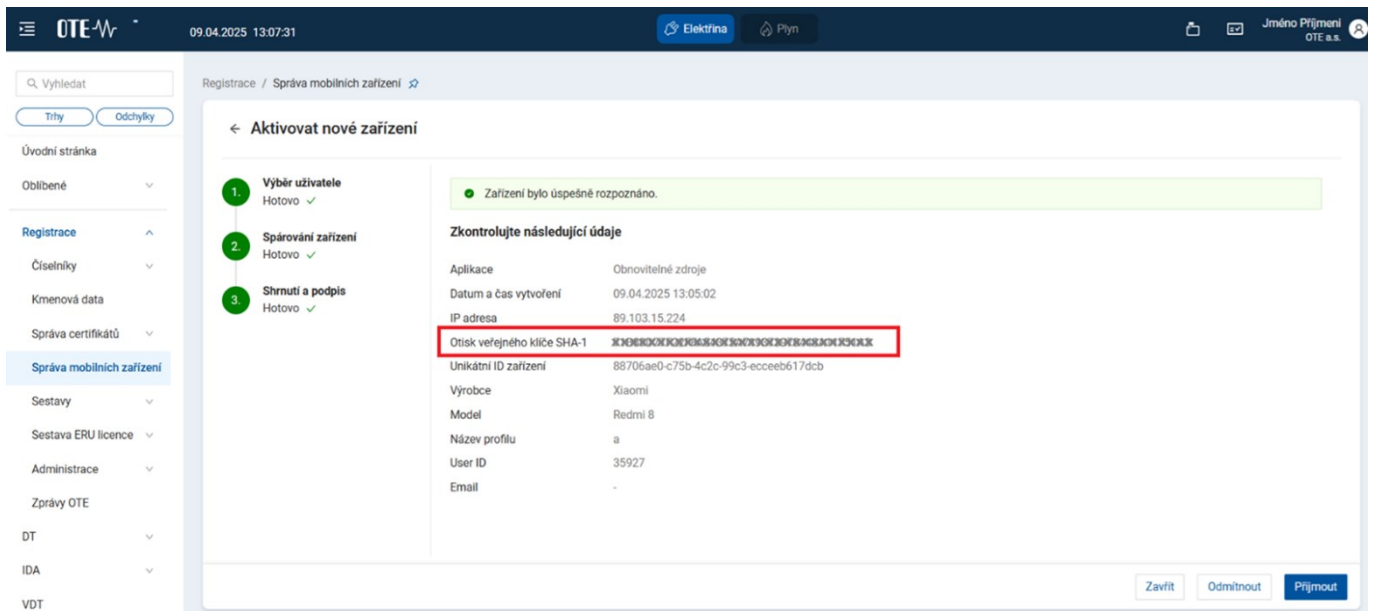 OTE
09.04.2025 13:07:31
Elektřina
Plyn
Jméno Příjmení
OTE a.s.
Vyhledat
Trhy
Odchylky
Úvodní stránka
Oblíbené
Registrace
Číselníky
Kmenová data
Správa certifikátů
Správa mobilních zařízení
Sestavy
Sestava ERU licence
Administrace
Zprávy OTE
DT
IDA
VDT
Registrace / Správa mobilních zařízení
Aktivovat nové zařízení
1. Výběr uživatele
Hotovo
2. Spárování zařízení
Hotovo
3. Shrnutí a podpis
Hotovo
Zařízení bylo úspešně rozpoznáno.
Zkontrolujte následující údaje
Aplikace Obnovitelné zdroje
Datum a čas vytvoření 09.04.2025 13:05:02
IP adresa 89.103.15.224
Otisk veřejného klíče SHA-1
Unikátní ID zařízení 88706ae0-c75b-4c2c-99c3-ecceeb617dcb
Výrobce Xiaomi
Model Redmi 8
Název profilu a
User ID 35927
Email -
Zavřít
Odmítnout
Přijmout